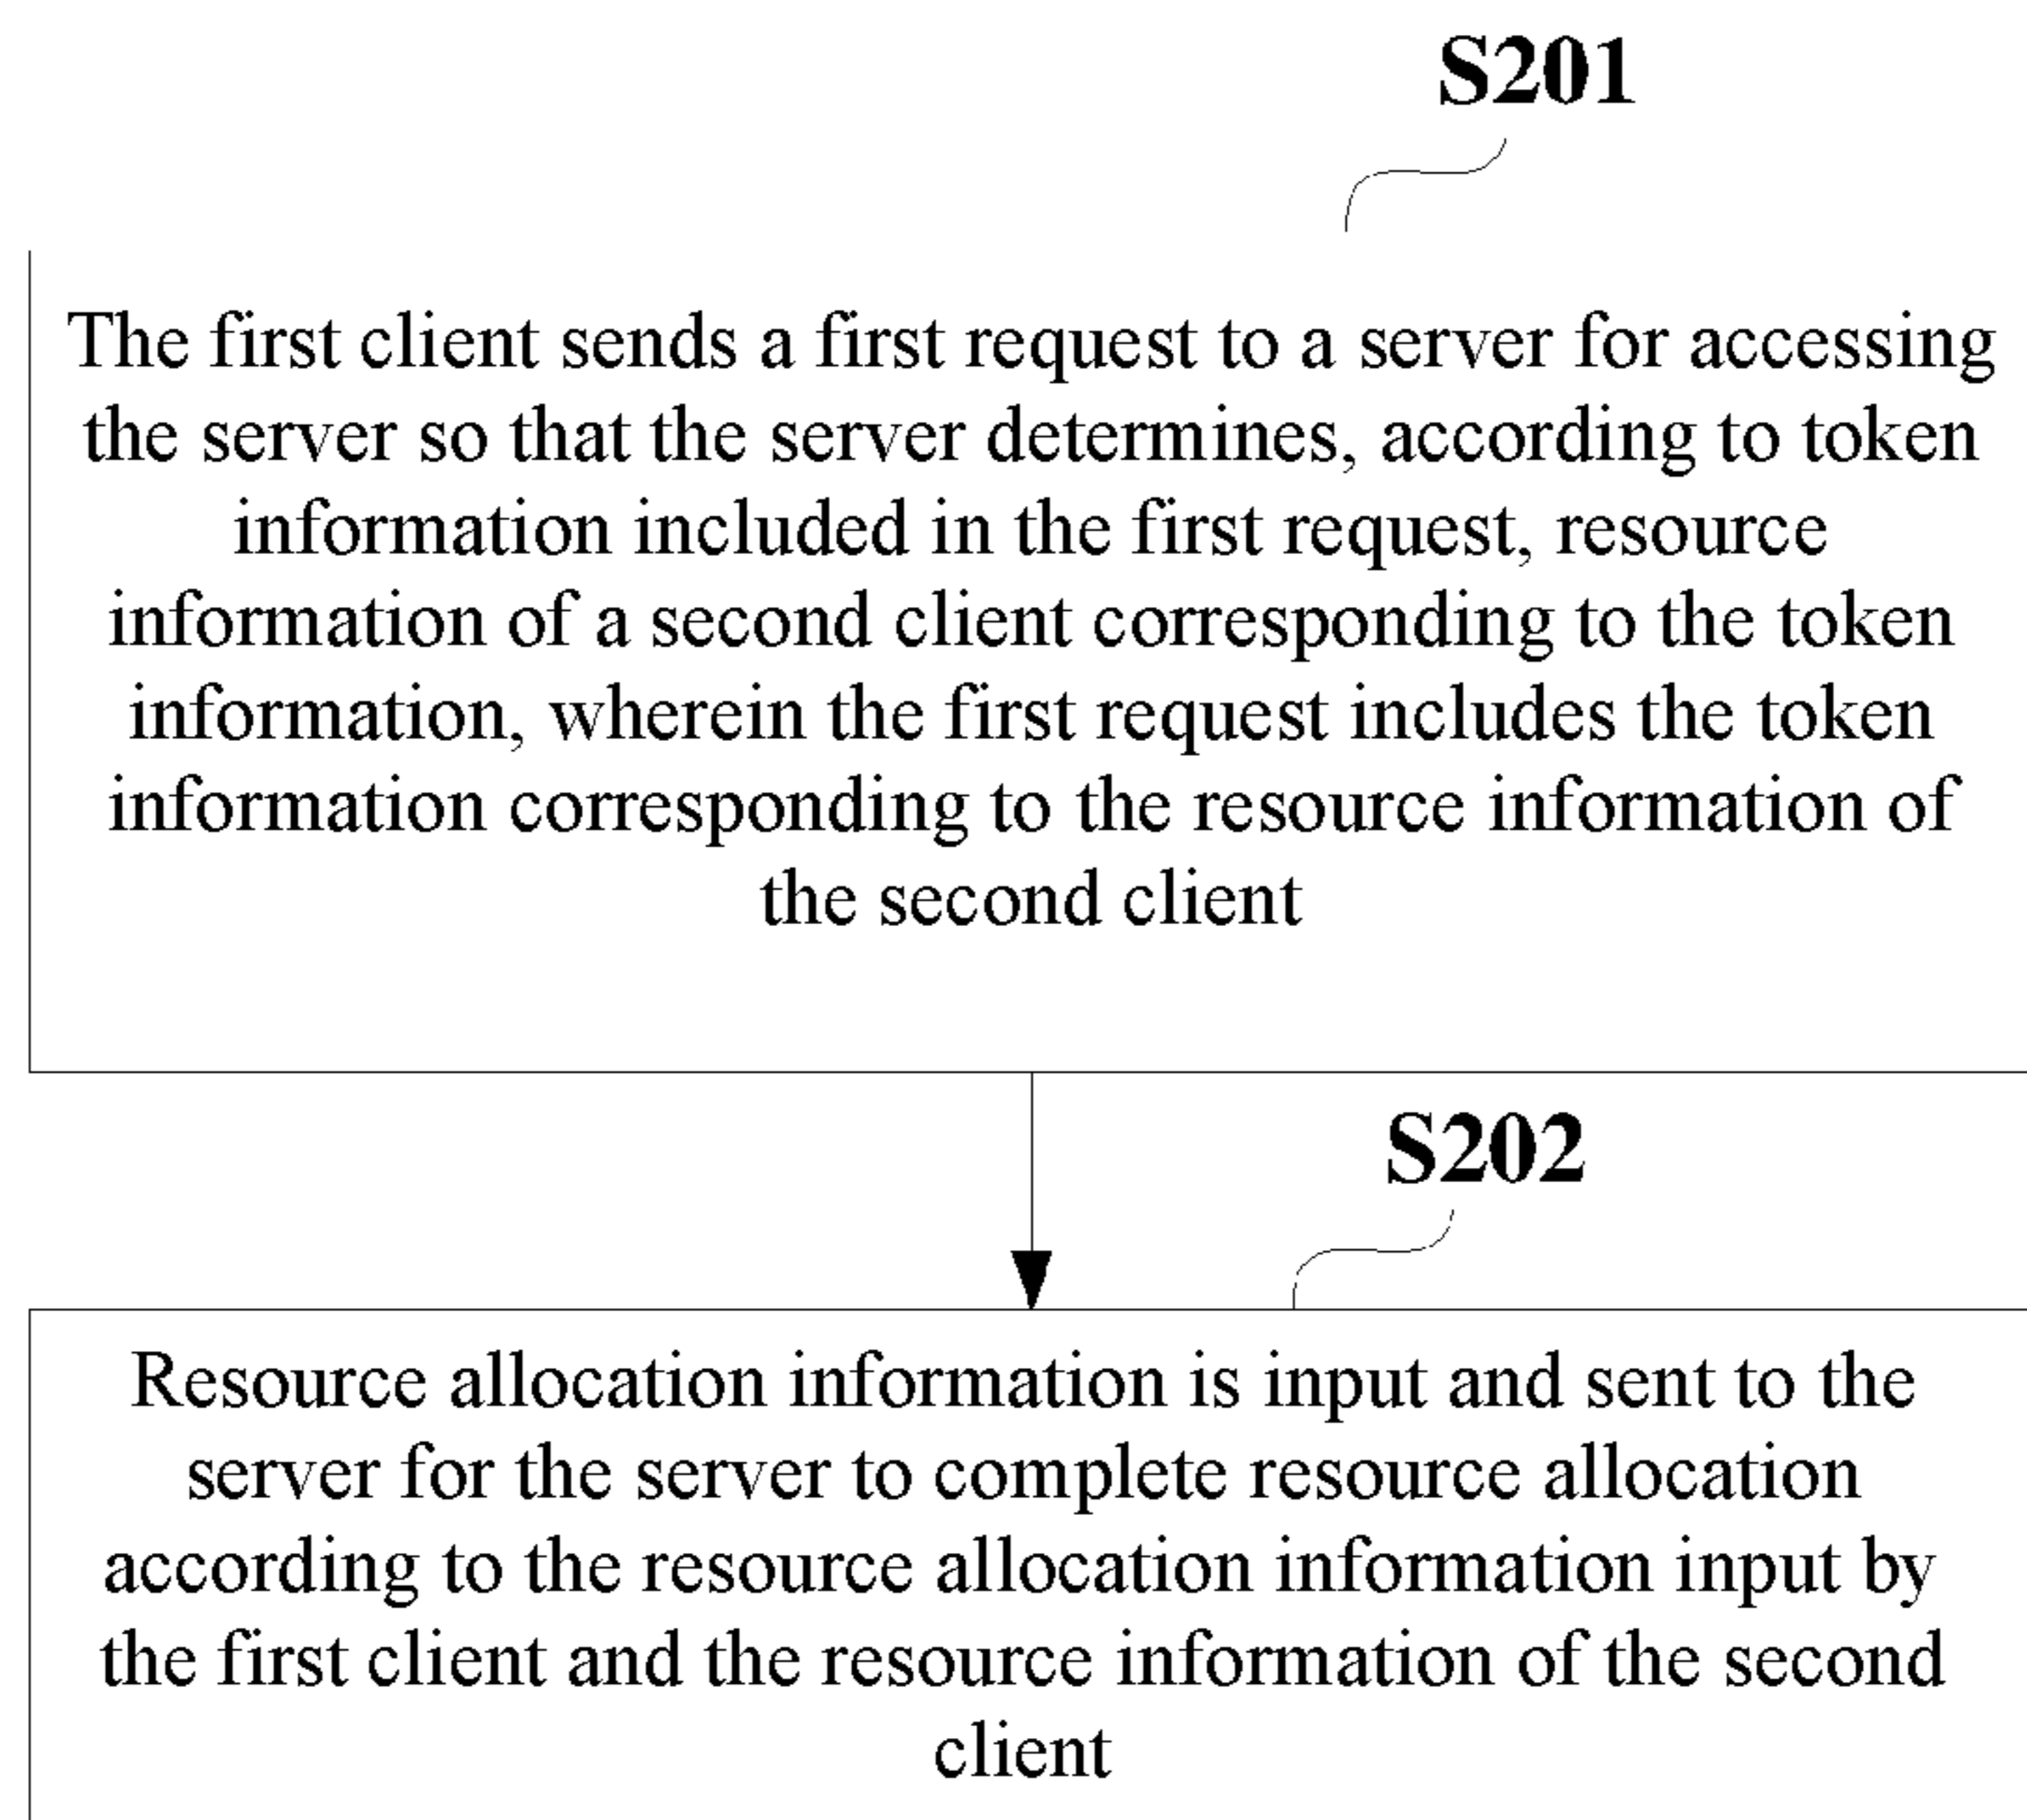 S201
The first client sends a first request to a server for accessing
the server so that the server determines, according to token
information included in the first request, resource
information of a second client corresponding to the token
information, wherein the first request includes the token
information corresponding to the resource information of
the second client
S202
Resource allocation information is input and sent to the
server for the server to complete resource allocation
according to the resource allocation information input by
the first client and the resource information of the second
client